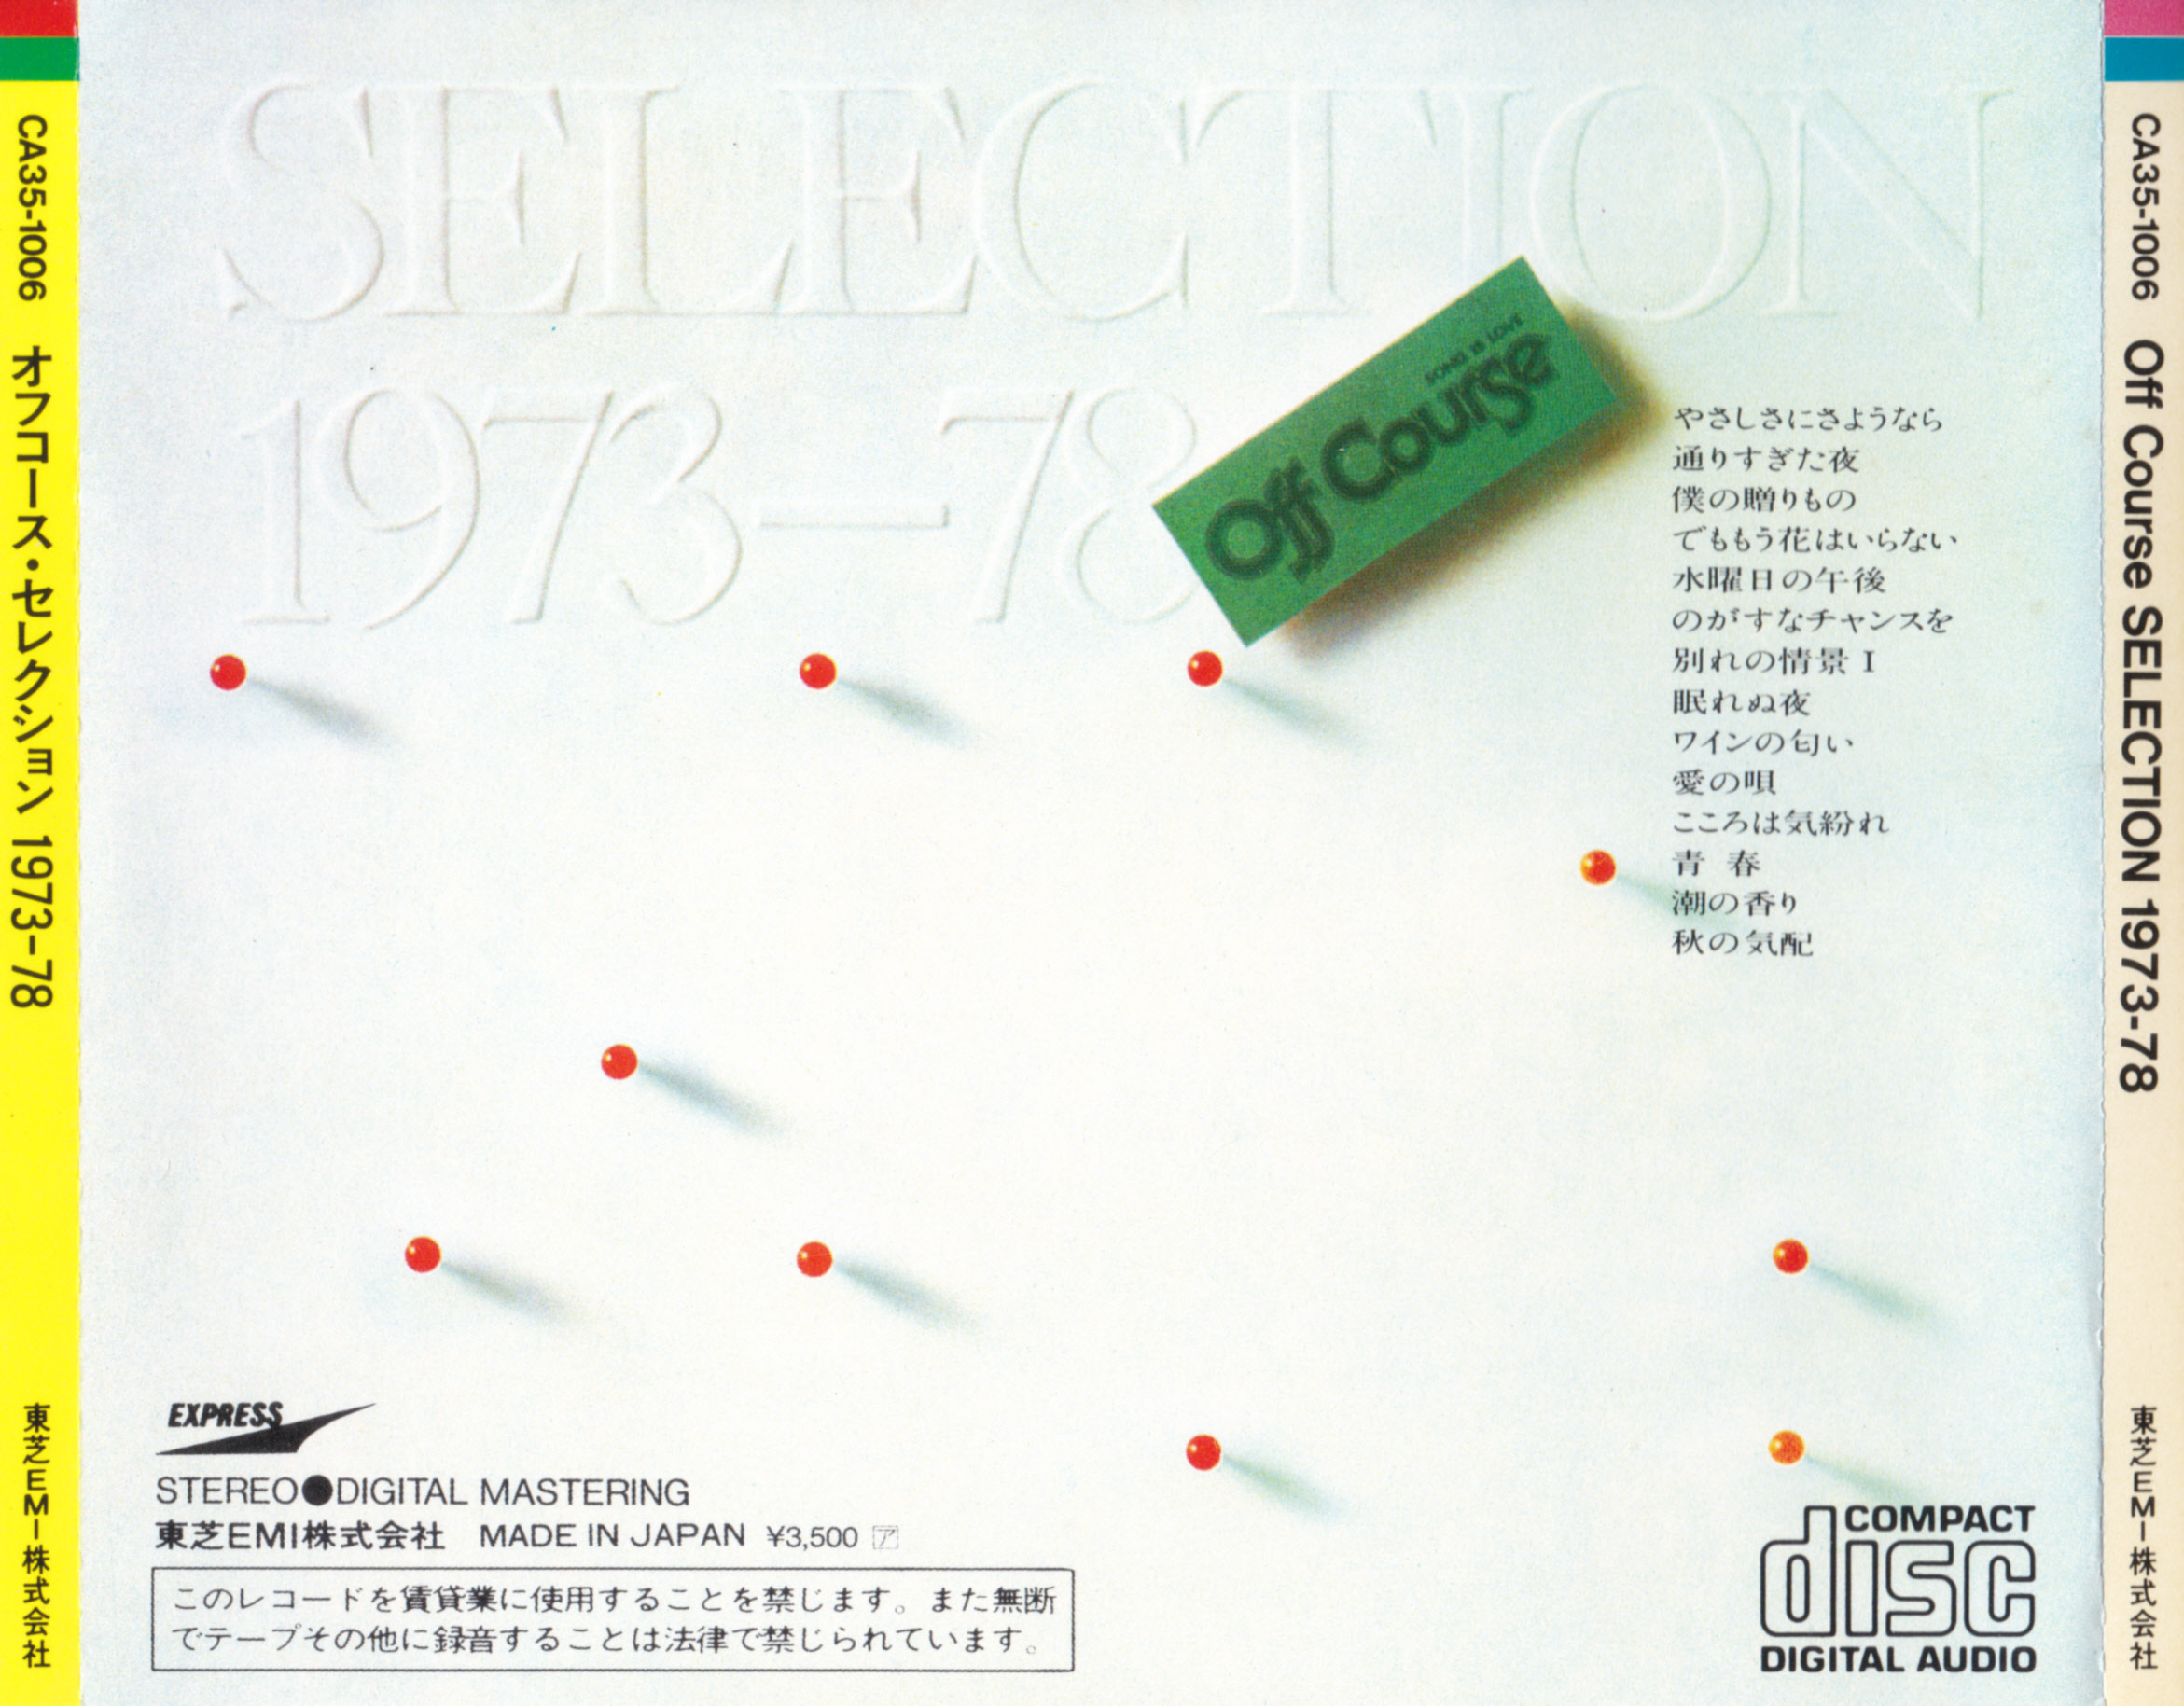 CA35-1006 オフコース・セレクション 1973-78 東芝EMI株式会社
SELECTION
1973—78
SONG IS LOVE
Off Course
やさしさにさようなら
通りすぎた夜
僕の贈りもの
でももう花はいらない
水曜日の午後
のがすなチャンスを
別れの情景 I
眠れぬ夜
ワインの匂い
愛の唄
こころは気紛れ
青 春
潮の香り
秋の気配
EXPRESS
STEREO●DIGITAL MASTERING
東芝EMI株式会社 MADE IN JAPAN ¥3,500 ア
このレコードを賃貸業に使用することを禁じます。また無断
でテープその他に録音することは法律で禁じられています。
COMPACT
disc
DIGITAL AUDIO
CA35-1006 Off Course SELECTION 1973-78 東芝EMI株式会社